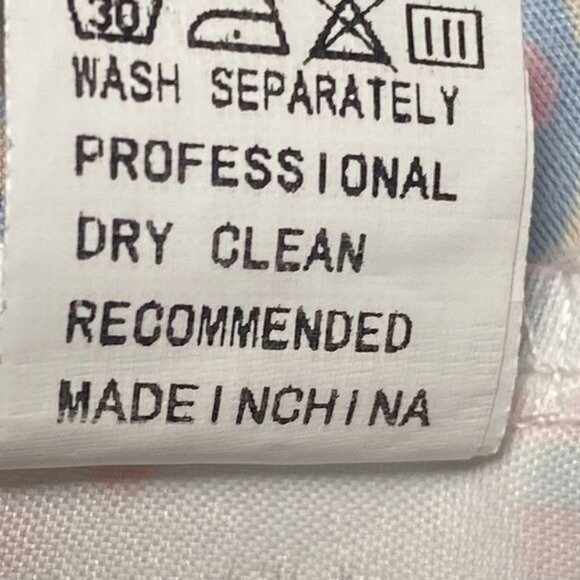 30
WASH SEPARATELY
PROFESSIONAL
DRY CLEAN
RECOMMENDED
MADEINCHINA